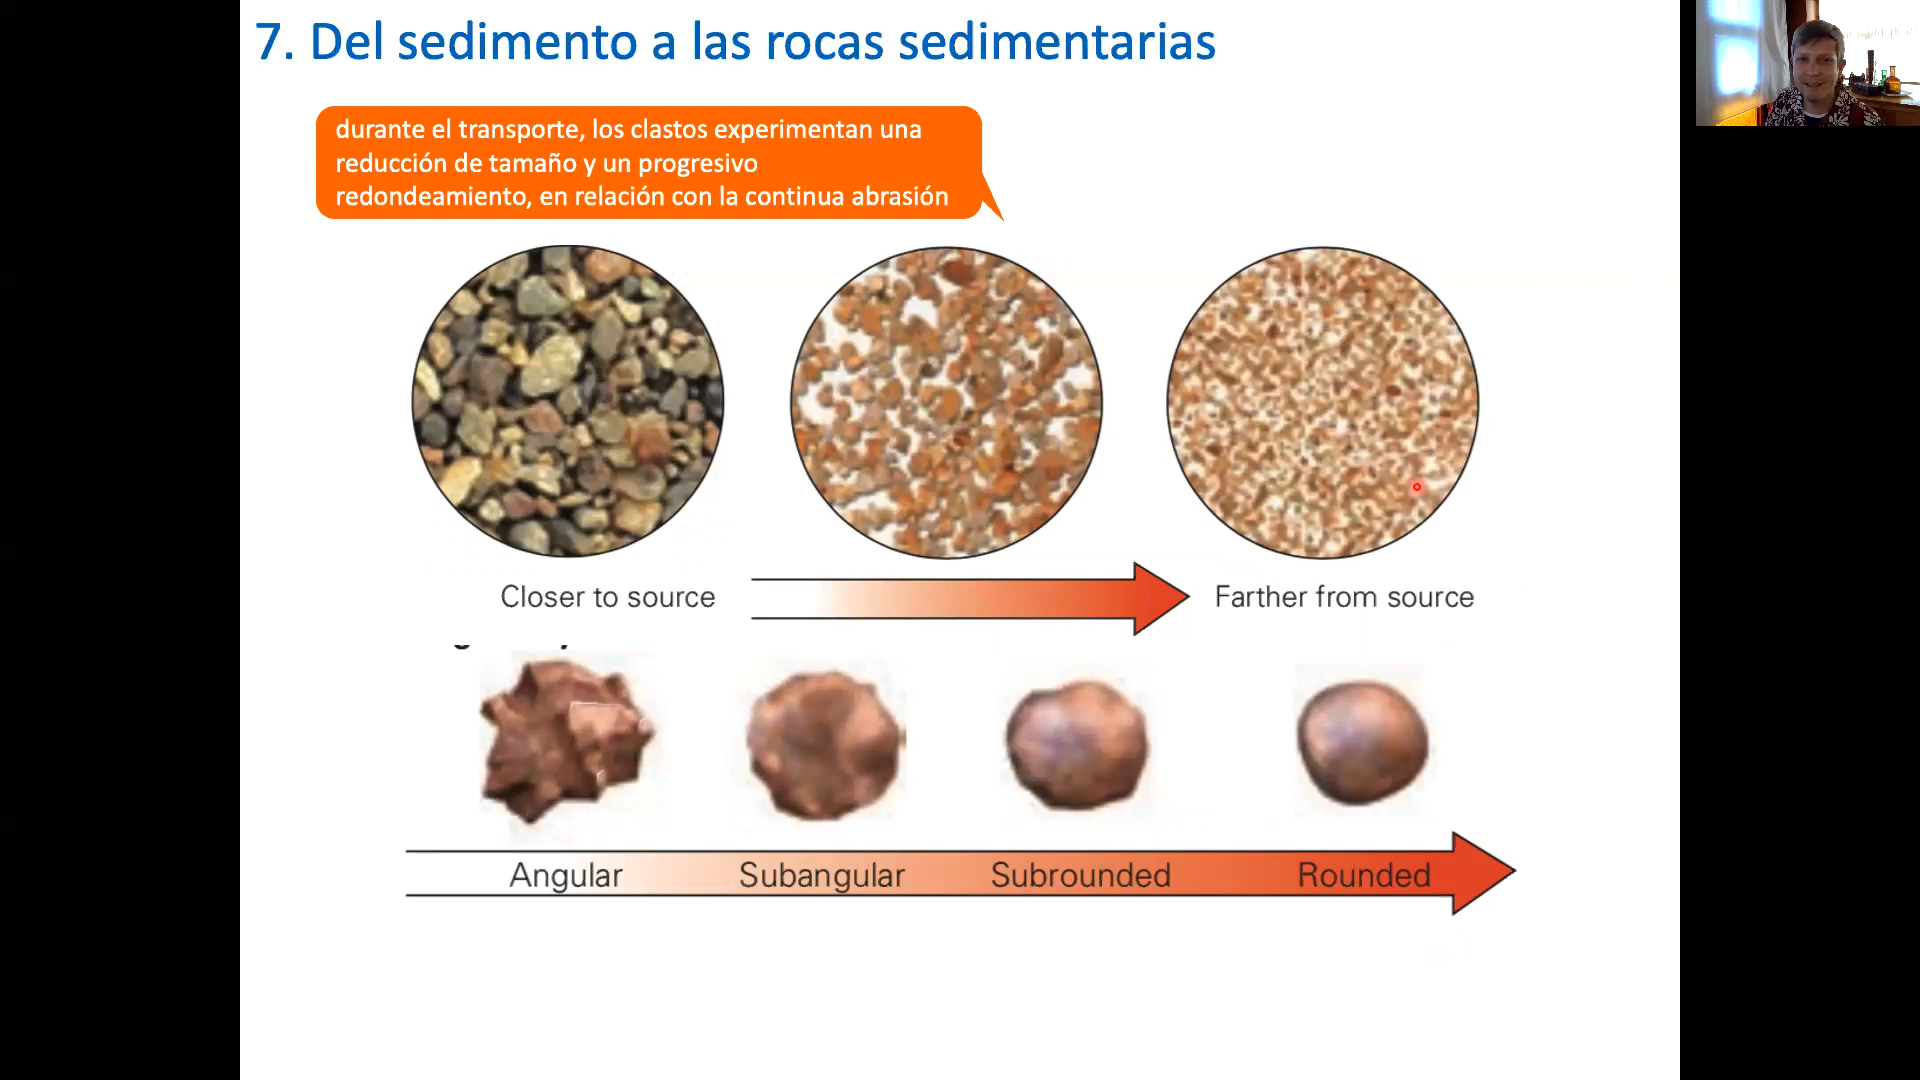 7. Del sedimento a las rocas sedimentarias
durante el transporte, los clastos experimentan una
reducción de tamaño y un progresivo
redondeamiento, en relación con la continua abrasión
Closer to source
Farther from source
Angular
Subangular
Subrounded
Rounded